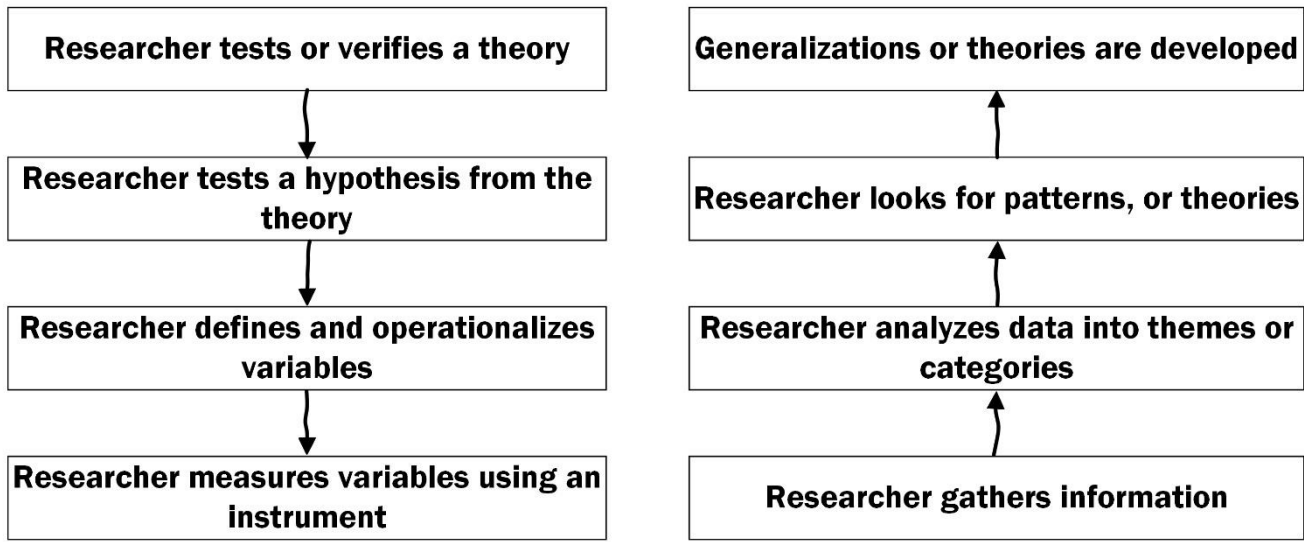 Researcher tests or verifies a theory
Researcher tests a hypothesis from the
theory
Researcher defines and operationalizes
variables
Researcher measures variables using an
instrument
Generalizations or theories are developed
Researcher looks for patterns, or theories
Researcher analyzes data into themes or
categories
Researcher gathers information